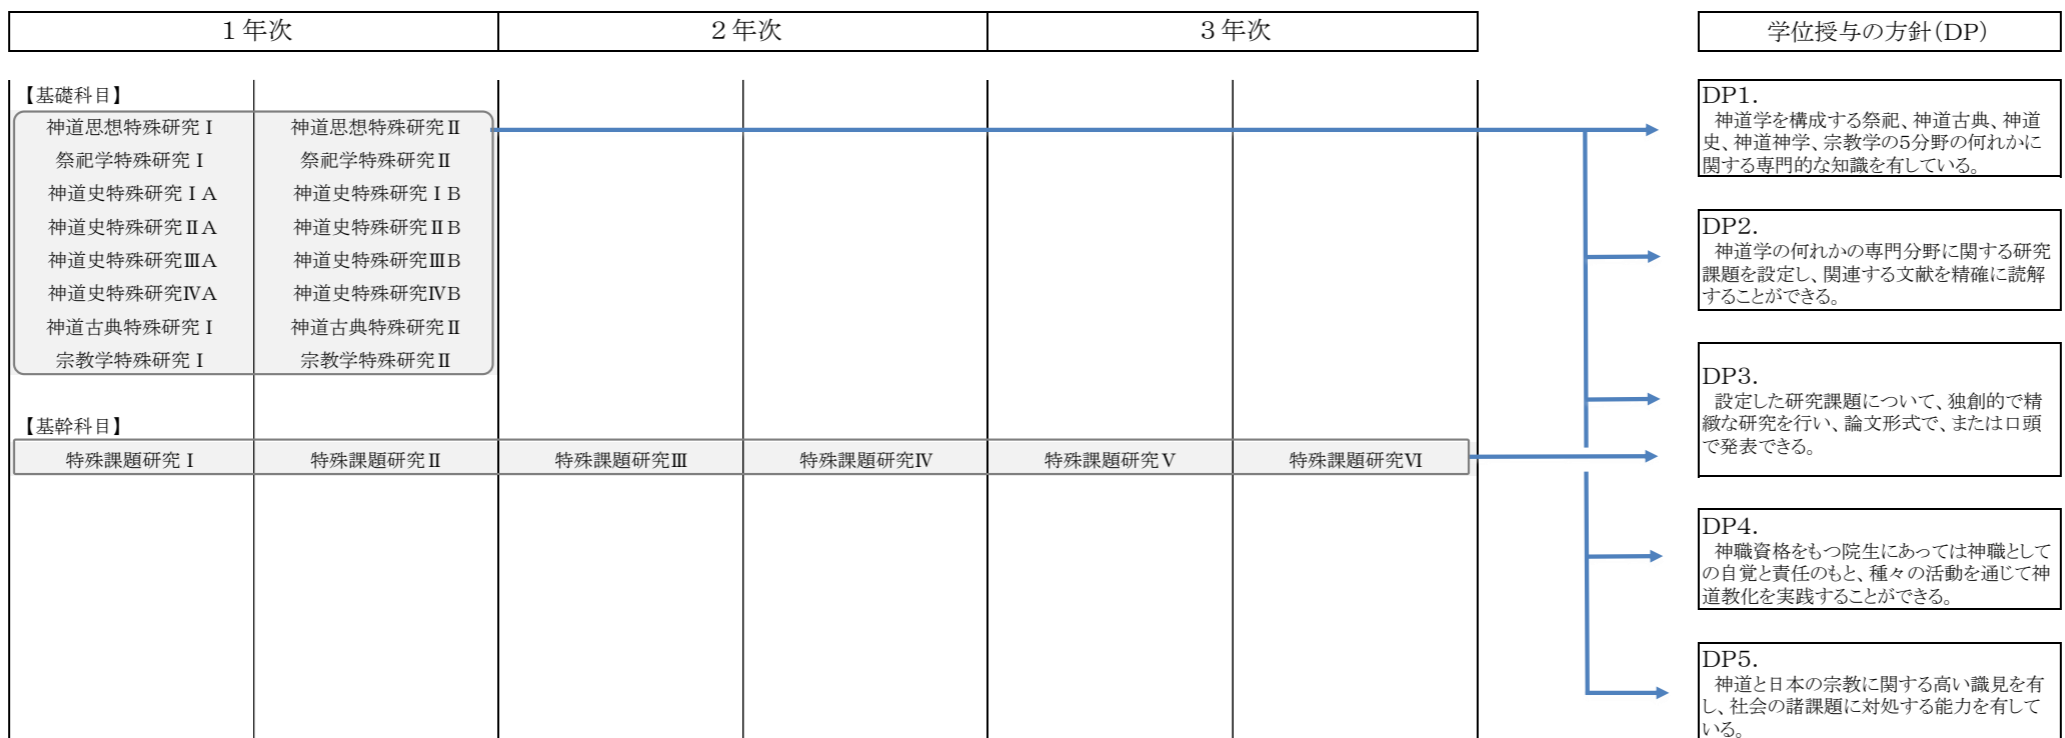 1年次
2年次
3年次
学位授与の方針(DP)
【基礎科目】
神道思想特殊研究Ⅰ
神道思想特殊研究Ⅱ
祭祀学特殊研究Ⅰ
祭祀学特殊研究Ⅱ
神道史特殊研究ⅠA
神道史特殊研究ⅠB
神道史特殊研究ⅡA
神道史特殊研究ⅡB
神道史特殊研究ⅢA
神道史特殊研究ⅢB
神道史特殊研究ⅣA
神道史特殊研究ⅣB
神道古典特殊研究Ⅰ
神道古典特殊研究Ⅱ
宗教学特殊研究Ⅰ
宗教学特殊研究Ⅱ
【基幹科目】
特殊課題研究Ⅰ
特殊課題研究Ⅱ
特殊課題研究Ⅲ
特殊課題研究Ⅳ
特殊課題研究Ⅴ
特殊課題研究Ⅵ
DP1.
神道学を構成する祭祀、神道古典、神道
史、神道神学、宗教学の5分野の何れかに
関する専門的な知識を有している。
DP2.
神道学の何れかの専門分野に関する研究
課題を設定し、関連する文献を精確に読解
することができる。
DP3.
設定した研究課題について、独創的で精
緻な研究を行い、論文形式で、または口頭
で発表できる。
DP4.
神職資格をもつ院生にあっては神職として
の自覚と責任のもと、種々の活動を通じて神
道教化を実践することができる。
DP5.
神道と日本の宗教に関する高い識見を有
し、社会の諸課題に対処する能力を有して
いる。